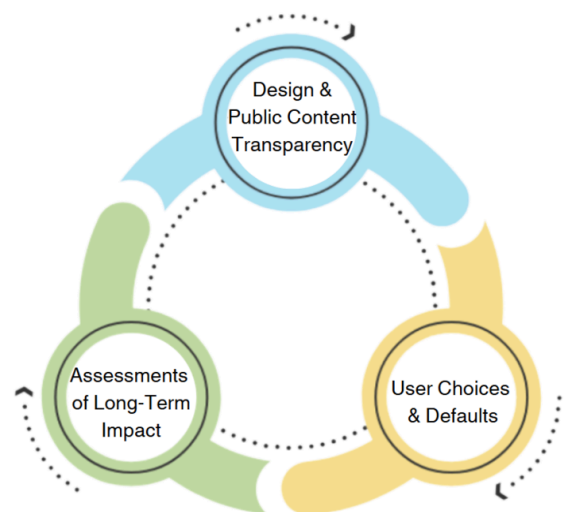 Design &
Public Content
Transparency
Assessments
of Long-Term
Impact
User Choices
& Defaults